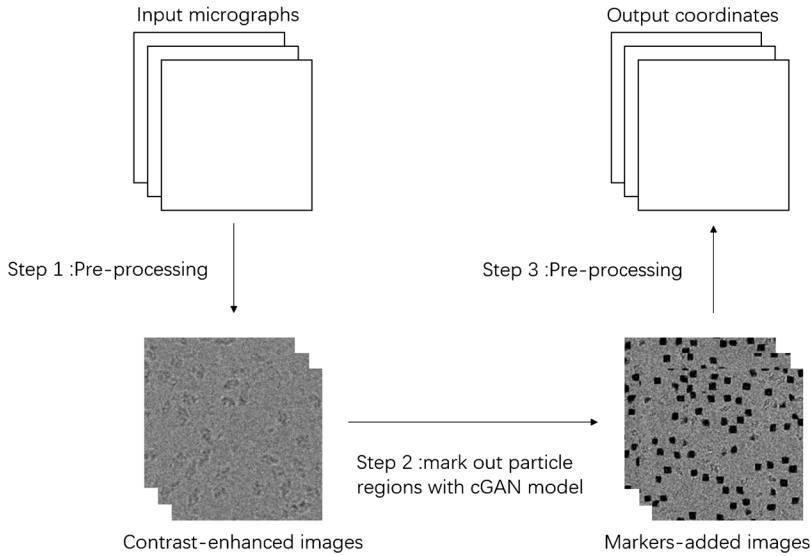 Input micrographs
Output coordinates
Step 1 :Pre-processing
Step 3 :Pre-processing
Step 2 :mark out particle
regions with cGAN model
Contrast-enhanced images
Markers-added images